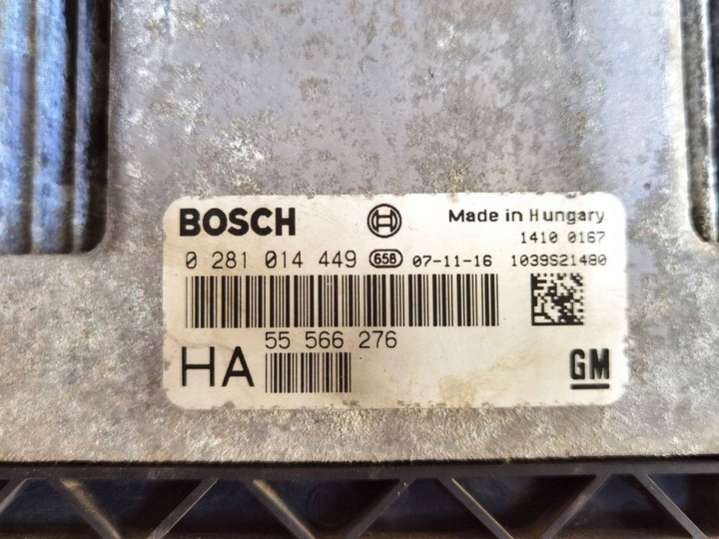 BOSCH Made in Hungary
1410 0167
0 281 014 449 658 07-11-16 1039S21480
55 566 276
HA GM